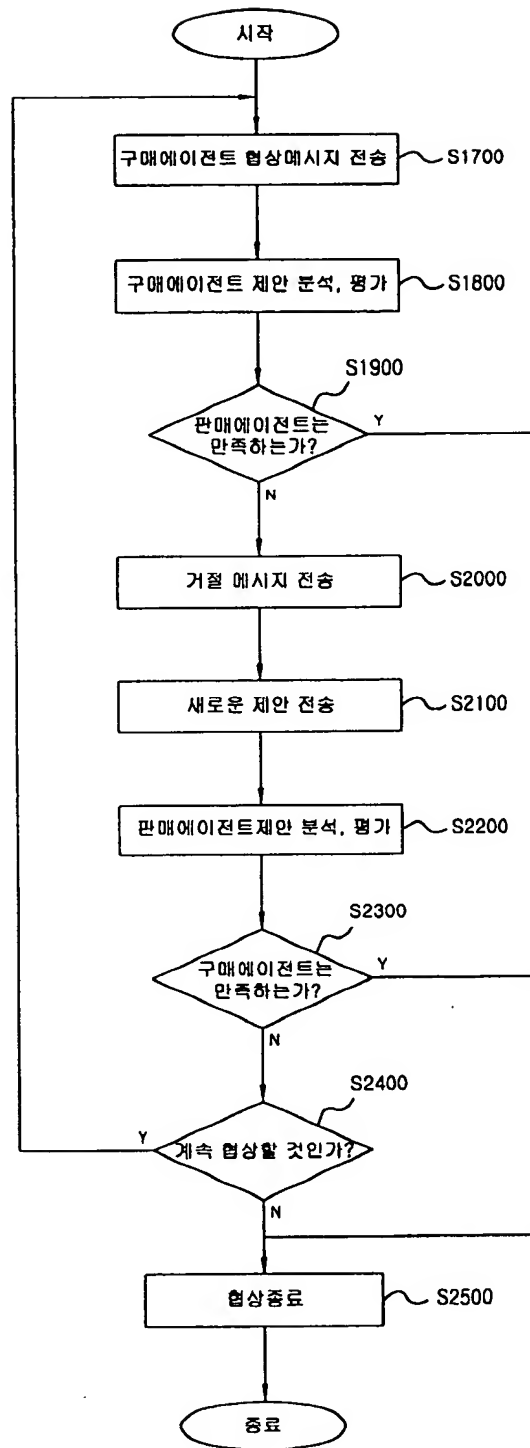 시작
구매에이전트 협상메시지 전송
S1700
구매에이전트 제안 분석, 평가
S1800
S1900
판매에이전트는
만족하는가?
Y
N
거절 메시지 전송
S2000
새로운 제안 전송
S2100
판매에이전트제안 분석, 평가
S2200
S2300
구매에이전트는
만족하는가?
Y
N
S2400
Y
계속 협상할 것인가?
N
협상종료
S2500
종료